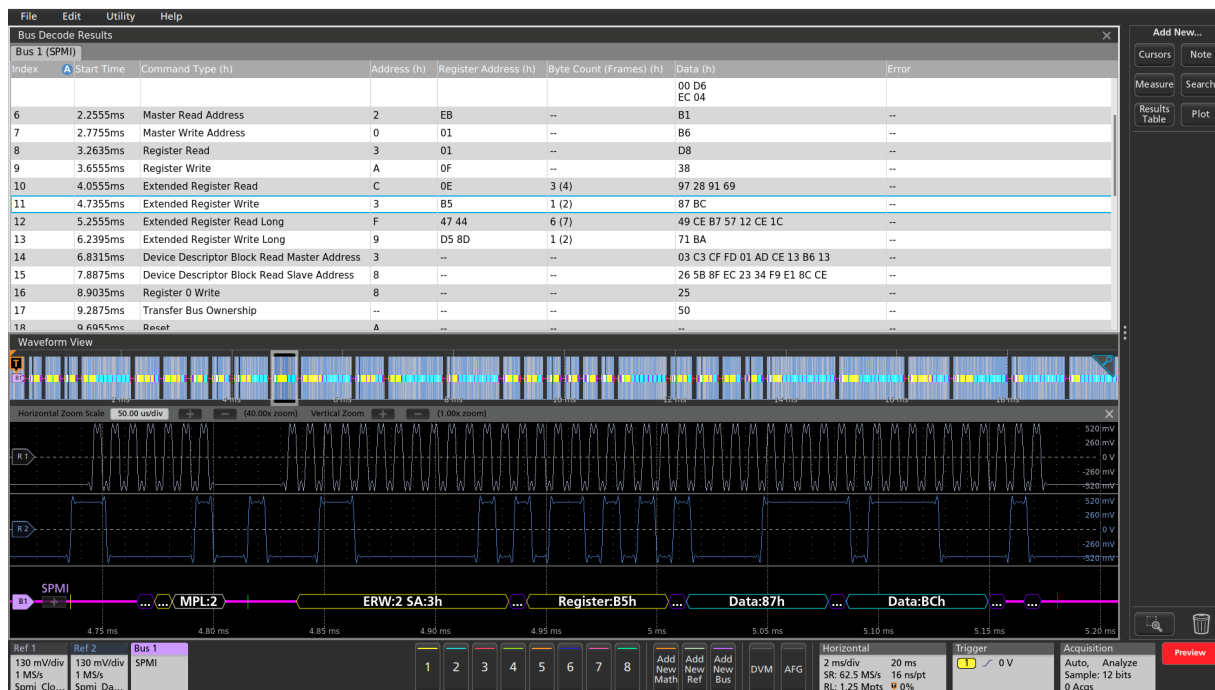 File Edit Utility Help
Bus Decode Results
Add New...
Bus 1 (SPMI)
Cursors Note
Index A Start Time Command Type (h) Address (h) Register Address (h) Byte Count (Frames) (h) Data (h) Error
00 D6
EC 04
Measure Search
6 2.2555ms Master Read Address 2 EB -- B1 --
Results Table Plot
7 2.7755ms Master Write Address 0 01 -- B6 --
8 3.2635ms Register Read 3 01 -- D8 --
9 3.6555ms Register Write A 0F -- 38 --
10 4.0555ms Extended Register Read C 0E 3 (4) 97 28 91 69 --
11 4.7355ms Extended Register Write 3 B5 1 (2) 87 BC --
12 5.2555ms Extended Register Read Long F 47 44 6 (7) 49 CE B7 57 12 CE 1C --
13 6.2395ms Extended Register Write Long 9 D5 8D 1 (2) 71 BA --
14 6.8315ms Device Descriptor Block Read Master Address 3 -- -- 03 C3 CF FD 01 AD CE 13 B6 13 --
15 7.8875ms Device Descriptor Block Read Slave Address 8 -- -- 26 5B 8F EC 23 34 F9 E1 8C CE --
16 8.9035ms Register 0 Write 8 -- -- 25 --
17 9.2875ms Transfer Bus Ownership -- -- -- 50 --
18 9.6955ms Reset A -- -- -- --
Waveform View
T
Horizontal Zoom Scale 50.00 us/div + - (40.00x zoom) Vertical Zoom + - (1.00x zoom)
520 mV
260 mV
R 1 0 V
-260 mV
-520 mV
520 mV
260 mV
R 2 0 V
-260 mV
-520 mV
SPMI
B1 + ... ... MPL:2 ERW:2 SA:3h ... Register:B5h ... Data:87h ... Data:BCh ... ...
4.75 ms 4.80 ms 4.85 ms 4.90 ms 4.95 ms 5 ms 5.05 ms 5.10 ms 5.15 ms 5.20 ms
Ref 1 Ref 2 Bus 1 Horizontal Trigger Acquisition
130 mV/div 130 mV/div SPMI 1 2 3 4 5 6 7 8 Add New Math Add New Ref Add New Bus DVM AFG 2 ms/div 20 ms 1 0 V Auto, Analyze Preview
1 MS/s 1 MS/s SR: 62.5 MS/s 16 ns/pt Sample: 12 bits
Spmi_Clo... Spmi_Da... RL: 1.25 Mpts 0% 0 Acqs